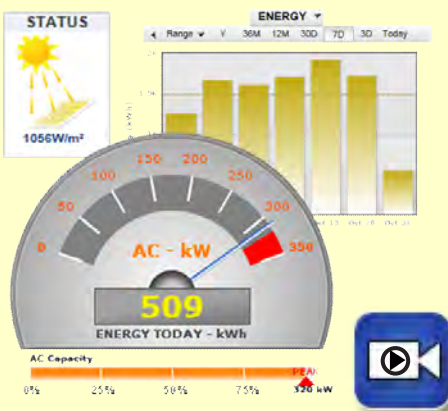 STATUS
1056W/m²
ENERGY
Range Y 36M 12M 30D 7D 3D Today
0 50 100 150 200 250 300 350
AC - kW
509
ENERGY TODAY - kWh
AC Capacity
PEAK
0% 25% 50% 75% 320 kW